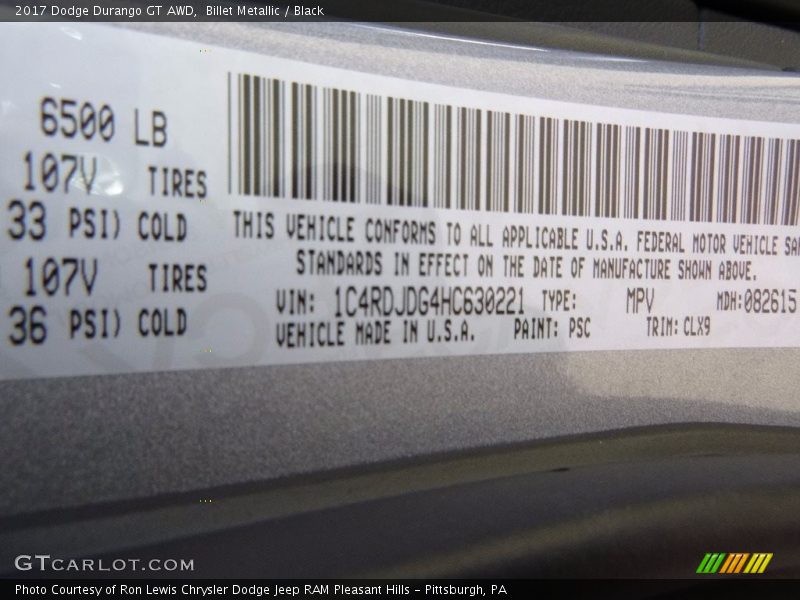 2017 Dodge Durango GT AWD, Billet Metallic / Black
6500 LB
107V TIRES
33 PSI) COLD
107V TIRES
36 PSI) COLD
THIS VEHICLE CONFORMS TO ALL APPLICABLE U.S.A. FEDERAL MOTOR VEHICLE SA
STANDARDS IN EFFECT ON THE DATE OF MANUFACTURE SHOWN ABOVE.
VIN: 1C4RDJDG4HC630221 TYPE: MPV MDH:082615
VEHICLE MADE IN U.S.A. PAINT: PSC TRIM: CLX9
GTCARLOT.COM
Photo Courtesy of Ron Lewis Chrysler Dodge Jeep RAM Pleasant Hills - Pittsburgh, PA